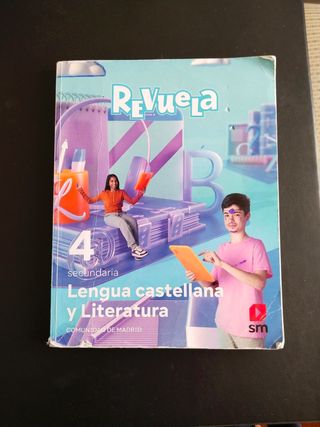 REVUELA
4
secundaria
Lengua castellana
y Literatura
COMUNIDAD DE MADRID
sm